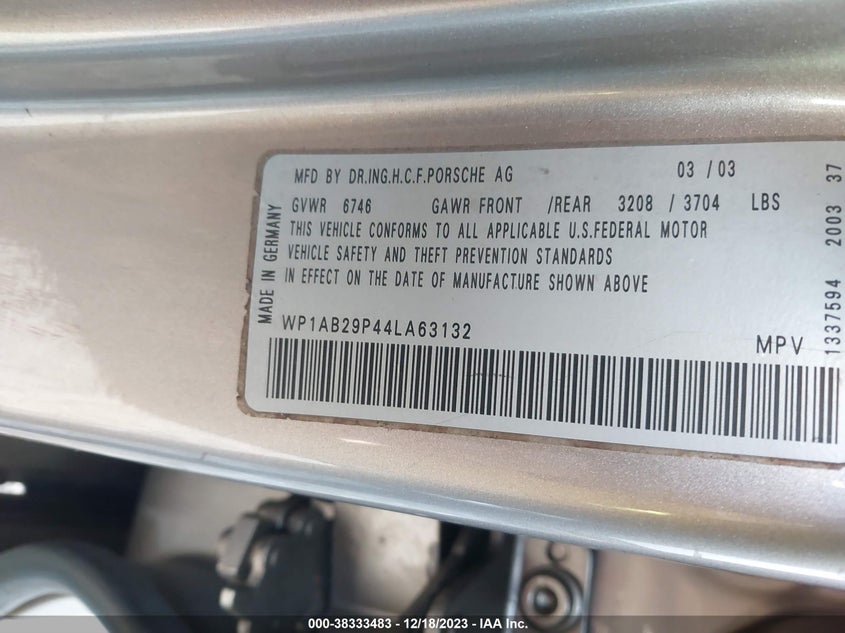 MFD BY DR.ING.H.C.F.PORSCHE AG 03 / 03
GVWR 6746 GAWR FRONT /REAR 3208 / 3704 LBS
THIS VEHICLE CONFORMS TO ALL APPLICABLE U.S.FEDERAL MOTOR
VEHICLE SAFETY AND THEFT PREVENTION STANDARDS
IN EFFECT ON THE DATE OF MANUFACTURE SHOWN ABOVE
WP1AB29P44LA63132
MPV
MADE IN GERMANY
1337594 2003 37
000-38333483 - 12/18/2023 - IAA Inc.